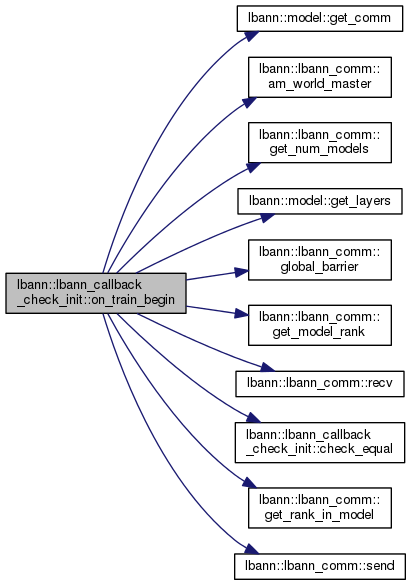 lbann::model::get_comm
lbann::lbann_comm::
am_world_master
lbann::lbann_comm::
get_num_models
lbann::model::get_layers
lbann::lbann_comm::
global_barrier
lbann::lbann_callback
_check_init::on_train_begin
lbann::lbann_comm::
get_model_rank
lbann::lbann_comm::recv
lbann::lbann_callback
_check_init::check_equal
lbann::lbann_comm::
get_rank_in_model
lbann::lbann_comm::send